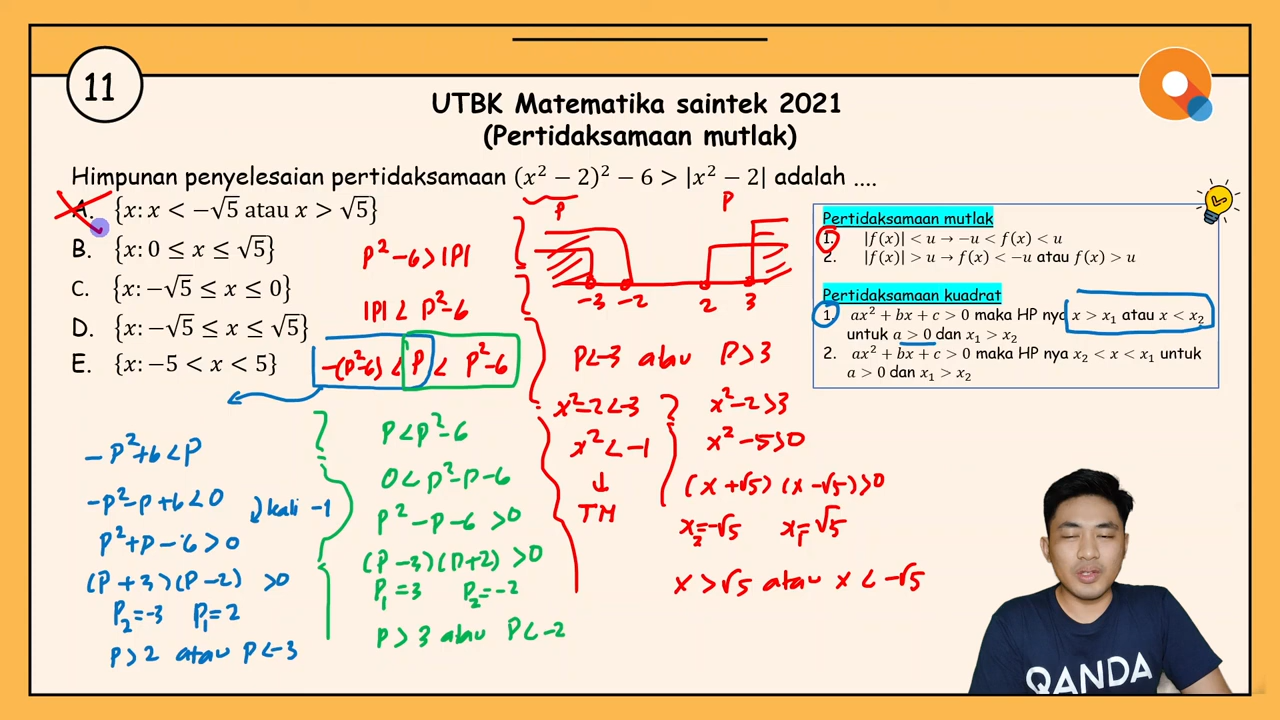 11
UTBK Matematika saintek 2021
(Pertidaksamaan mutlak)
Himpunan penyelesaian pertidaksamaan (x² − 2)² − 6 > |x² − 2| adalah ....
A. {x: x < −√5 atau x > √5}
B. {x: 0 ≤ x ≤ √5}
C. {x: −√5 ≤ x ≤ 0}
D. {x: −√5 ≤ x ≤ √5}
E. {x: −5 < x < 5}
P P
P²-6 > |P|
|P| < P²-6
-(P²-6) < P < P²-6
-P²+6 < P
-P²-P+6 < 0
kali -1
P²+P-6 > 0
(P+3)(P-2) > 0
P₂=-3 P₁=2
P>2 atau P<-3
P < P²-6
0 < P²-P-6
P²-P-6 > 0
(P-3)(P+2) > 0
P₁=3 P₂=-2
P>3 atau P<-2
-3 -2 2 3
P<-3 atau P>3
x²-2<-3 x²-2>3
x²<-1 x²-5>0
↓
TM
(x+√5)(x-√5)>0
x₂=-√5 x₁=√5
x>√5 atau x<-√5
Pertidaksamaan mutlak
1. |f(x)| < u → −u < f(x) < u
2. |f(x)| > u → f(x) < −u atau f(x) > u
Pertidaksamaan kuadrat
1. ax² + bx + c > 0 maka HP nya x > x₁ atau x < x₂
untuk a > 0 dan x₁ > x₂
2. ax² + bx + c > 0 maka HP nya x₂ < x < x₁ untuk
a > 0 dan x₁ > x₂
QANDA